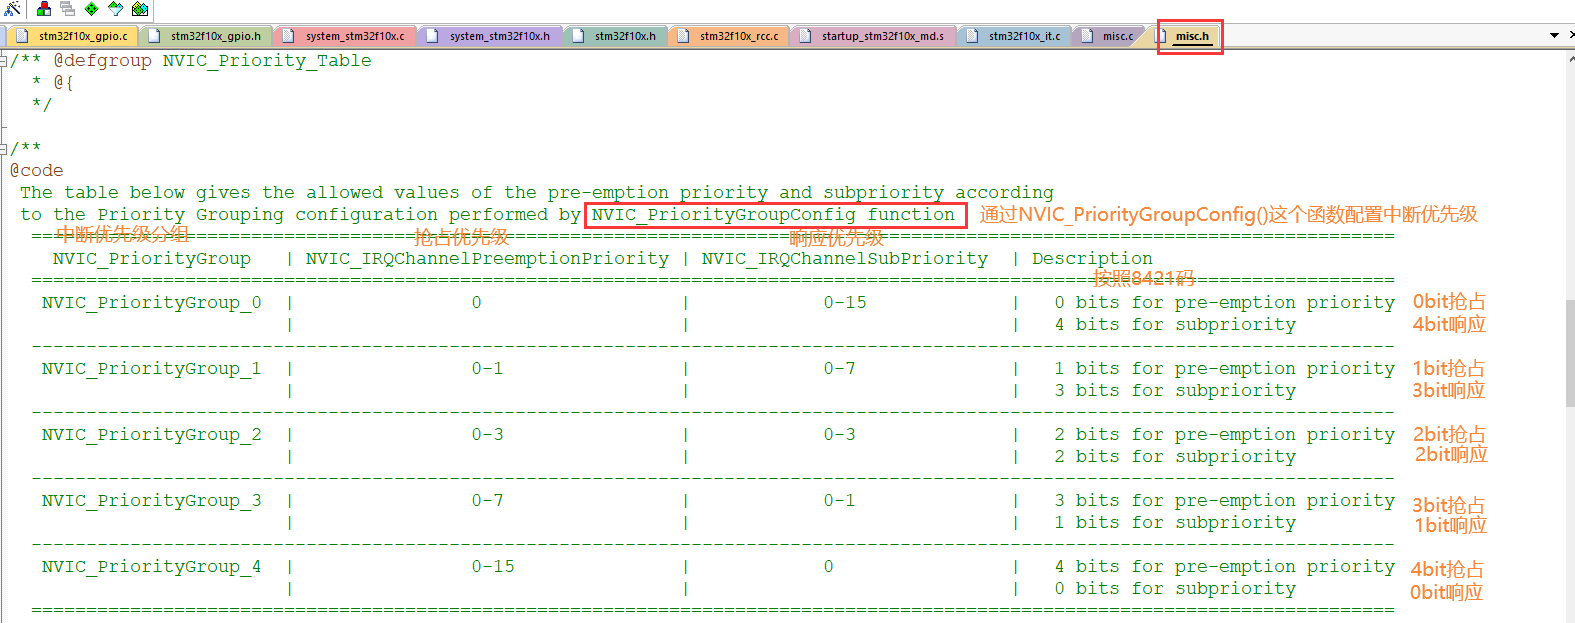 stm32f10x_gpio.c stm32f10x_gpio.h system_stm32f10x.c system_stm32f10x.h stm32f10x.h stm32f10x_rcc.c startup_stm32f10x_md.s stm32f10x_it.c misc.c misc.h
/** @defgroup NVIC_Priority_Table
* @{
*/
/**
@code
The table below gives the allowed values of the pre-emption priority and subpriority according
to the Priority Grouping configuration performed by NVIC_PriorityGroupConfig function 通过NVIC_PriorityGroupConfig()这个函数配置中断优先级
============================================================================================================================
中断优先级分组 抢占优先级 响应优先级
NVIC_PriorityGroup | NVIC_IRQChannelPreemptionPriority | NVIC_IRQChannelSubPriority | Description
============================================================================================================================
按照8421码
NVIC_PriorityGroup_0 | 0 | 0-15 | 0 bits for pre-emption priority 0bit抢占
| | | 4 bits for subpriority 4bit响应
----------------------------------------------------------------------------------------------------------------------------
NVIC_PriorityGroup_1 | 0-1 | 0-7 | 1 bits for pre-emption priority 1bit抢占
| | | 3 bits for subpriority 3bit响应
----------------------------------------------------------------------------------------------------------------------------
NVIC_PriorityGroup_2 | 0-3 | 0-3 | 2 bits for pre-emption priority 2bit抢占
| | | 2 bits for subpriority 2bit响应
----------------------------------------------------------------------------------------------------------------------------
NVIC_PriorityGroup_3 | 0-7 | 0-1 | 3 bits for pre-emption priority 3bit抢占
| | | 1 bits for subpriority 1bit响应
----------------------------------------------------------------------------------------------------------------------------
NVIC_PriorityGroup_4 | 0-15 | 0 | 4 bits for pre-emption priority 4bit抢占
| | | 0 bits for subpriority 0bit响应
============================================================================================================================